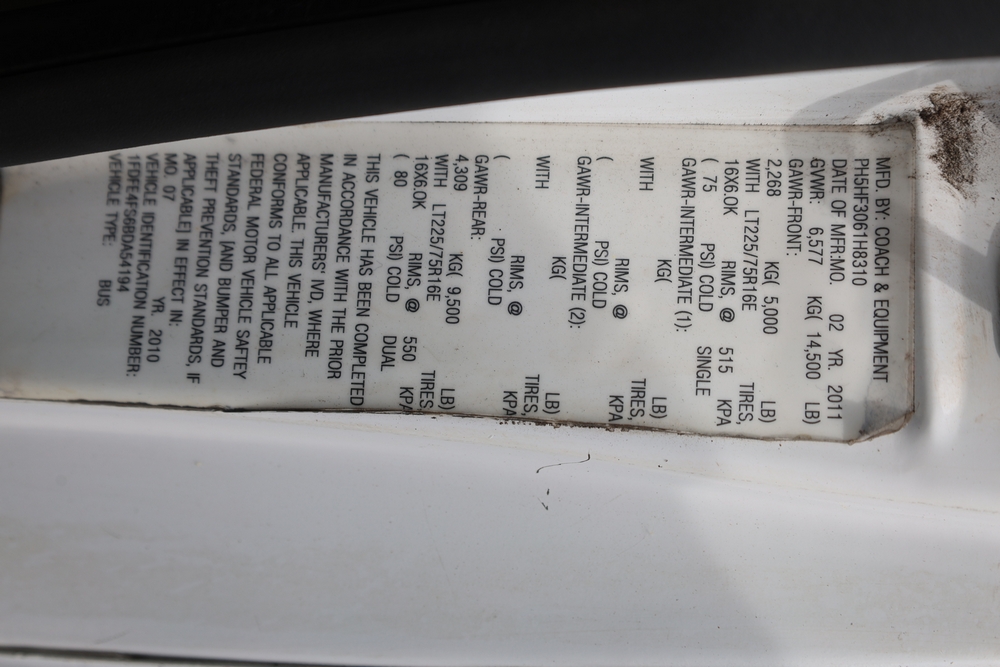 MFD. BY: COACH & EQUIPMENT
PH5IF3061H8310
DATE OF MFR:MO. 02 YR. 2011
GVWR: 6,577 KG( 14,500 LB)
GAWR-FRONT:
2,268 KG( 5,000 LB)
WITH LT225/75R16E TIRES,
16X6.0K RIMS, @ 515 KPA
( 75 PSI) COLD SINGLE
GAWR-INTERMEDIATE (1):
KG( LB)
WITH TIRES,
RIMS, @ KPA
( PSI) COLD
GAWR-INTERMEDIATE (2):
KG( LB)
WITH TIRES,
RIMS, @ KPA
( PSI) COLD
GAWR-REAR:
4,309 KG( 9,500 LB)
WITH LT225/75R16E TIRES,
16X6.0K RIMS, @ 550 KPA
( 80 PSI) COLD DUAL
THIS VEHICLE HAS BEEN COMPLETED
IN ACCORDANCE WITH THE PRIOR
MANUFACTURERS' IVD, WHERE
APPLICABLE. THIS VEHICLE
CONFORMS TO ALL APPLICABLE
FEDERAL MOTOR VEHICLE SAFTEY
STANDARDS, [AND BUMPER AND
THEFT PREVENTION STANDARDS, IF
APPLICABLE] IN EFFECT IN:
MO. 07 YR. 2010
VEHICLE IDENTIFICATION NUMBER:
1FDFE4FS6BDA54194
VEHICLE TYPE: BUS